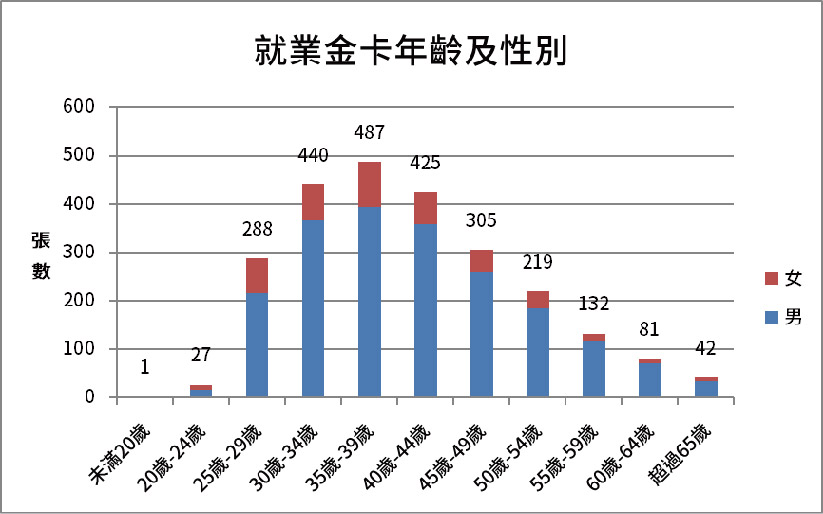 就業金卡年齡及性別
張數
600
500
400
300
200
100
0
1
27
288
440
487
425
305
219
132
81
42
未滿20歲
20歲-24歲
25歲-29歲
30歲-34歲
35歲-39歲
40歲-44歲
45歲-49歲
50歲-54歲
55歲-59歲
60歲-64歲
超過65歲
女
男